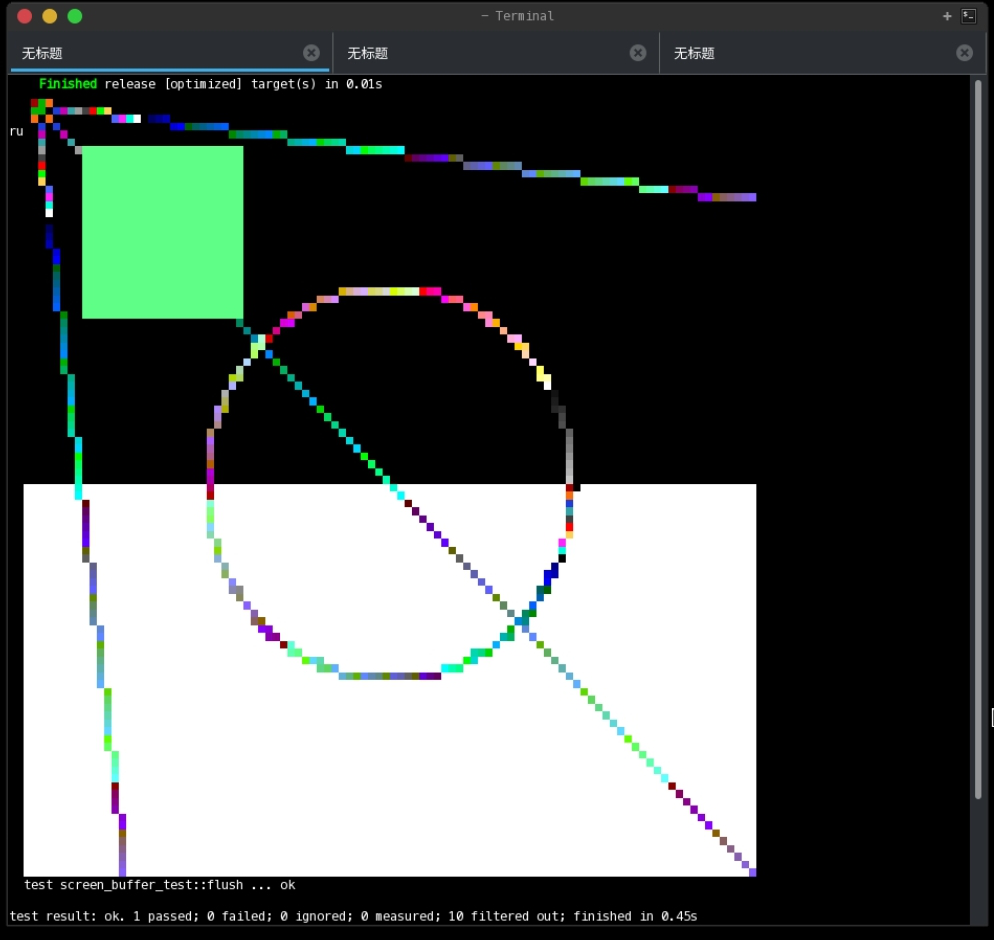 − Terminal
无标题 无标题 无标题
Finished release [optimized] target(s) in 0.01s
ru
test screen_buffer_test::flush ... ok
test result: ok. 1 passed; 0 failed; 0 ignored; 0 measured; 10 filtered out; finished in 0.45s